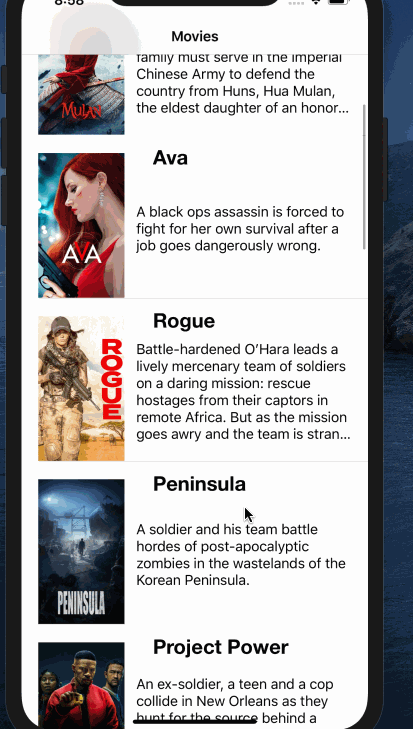 8:58
Movies
family must serve in the Imperial
Chinese Army to defend the
country from Huns, Hua Mulan,
the eldest daughter of an honor...
MULAN
Ava
A black ops assassin is forced to
fight for her own survival after a
job goes dangerously wrong.
AVA
Rogue
Battle-hardened O’Hara leads a
lively mercenary team of soldiers
on a daring mission: rescue
hostages from their captors in
remote Africa. But as the mission
goes awry and the team is stran...
ROGUE
Peninsula
A soldier and his team battle
hordes of post-apocalyptic
zombies in the wastelands of the
Korean Peninsula.
PENINSULA
Project Power
An ex-soldier, a teen and a cop
collide in New Orleans as they
hunt for the source behind a